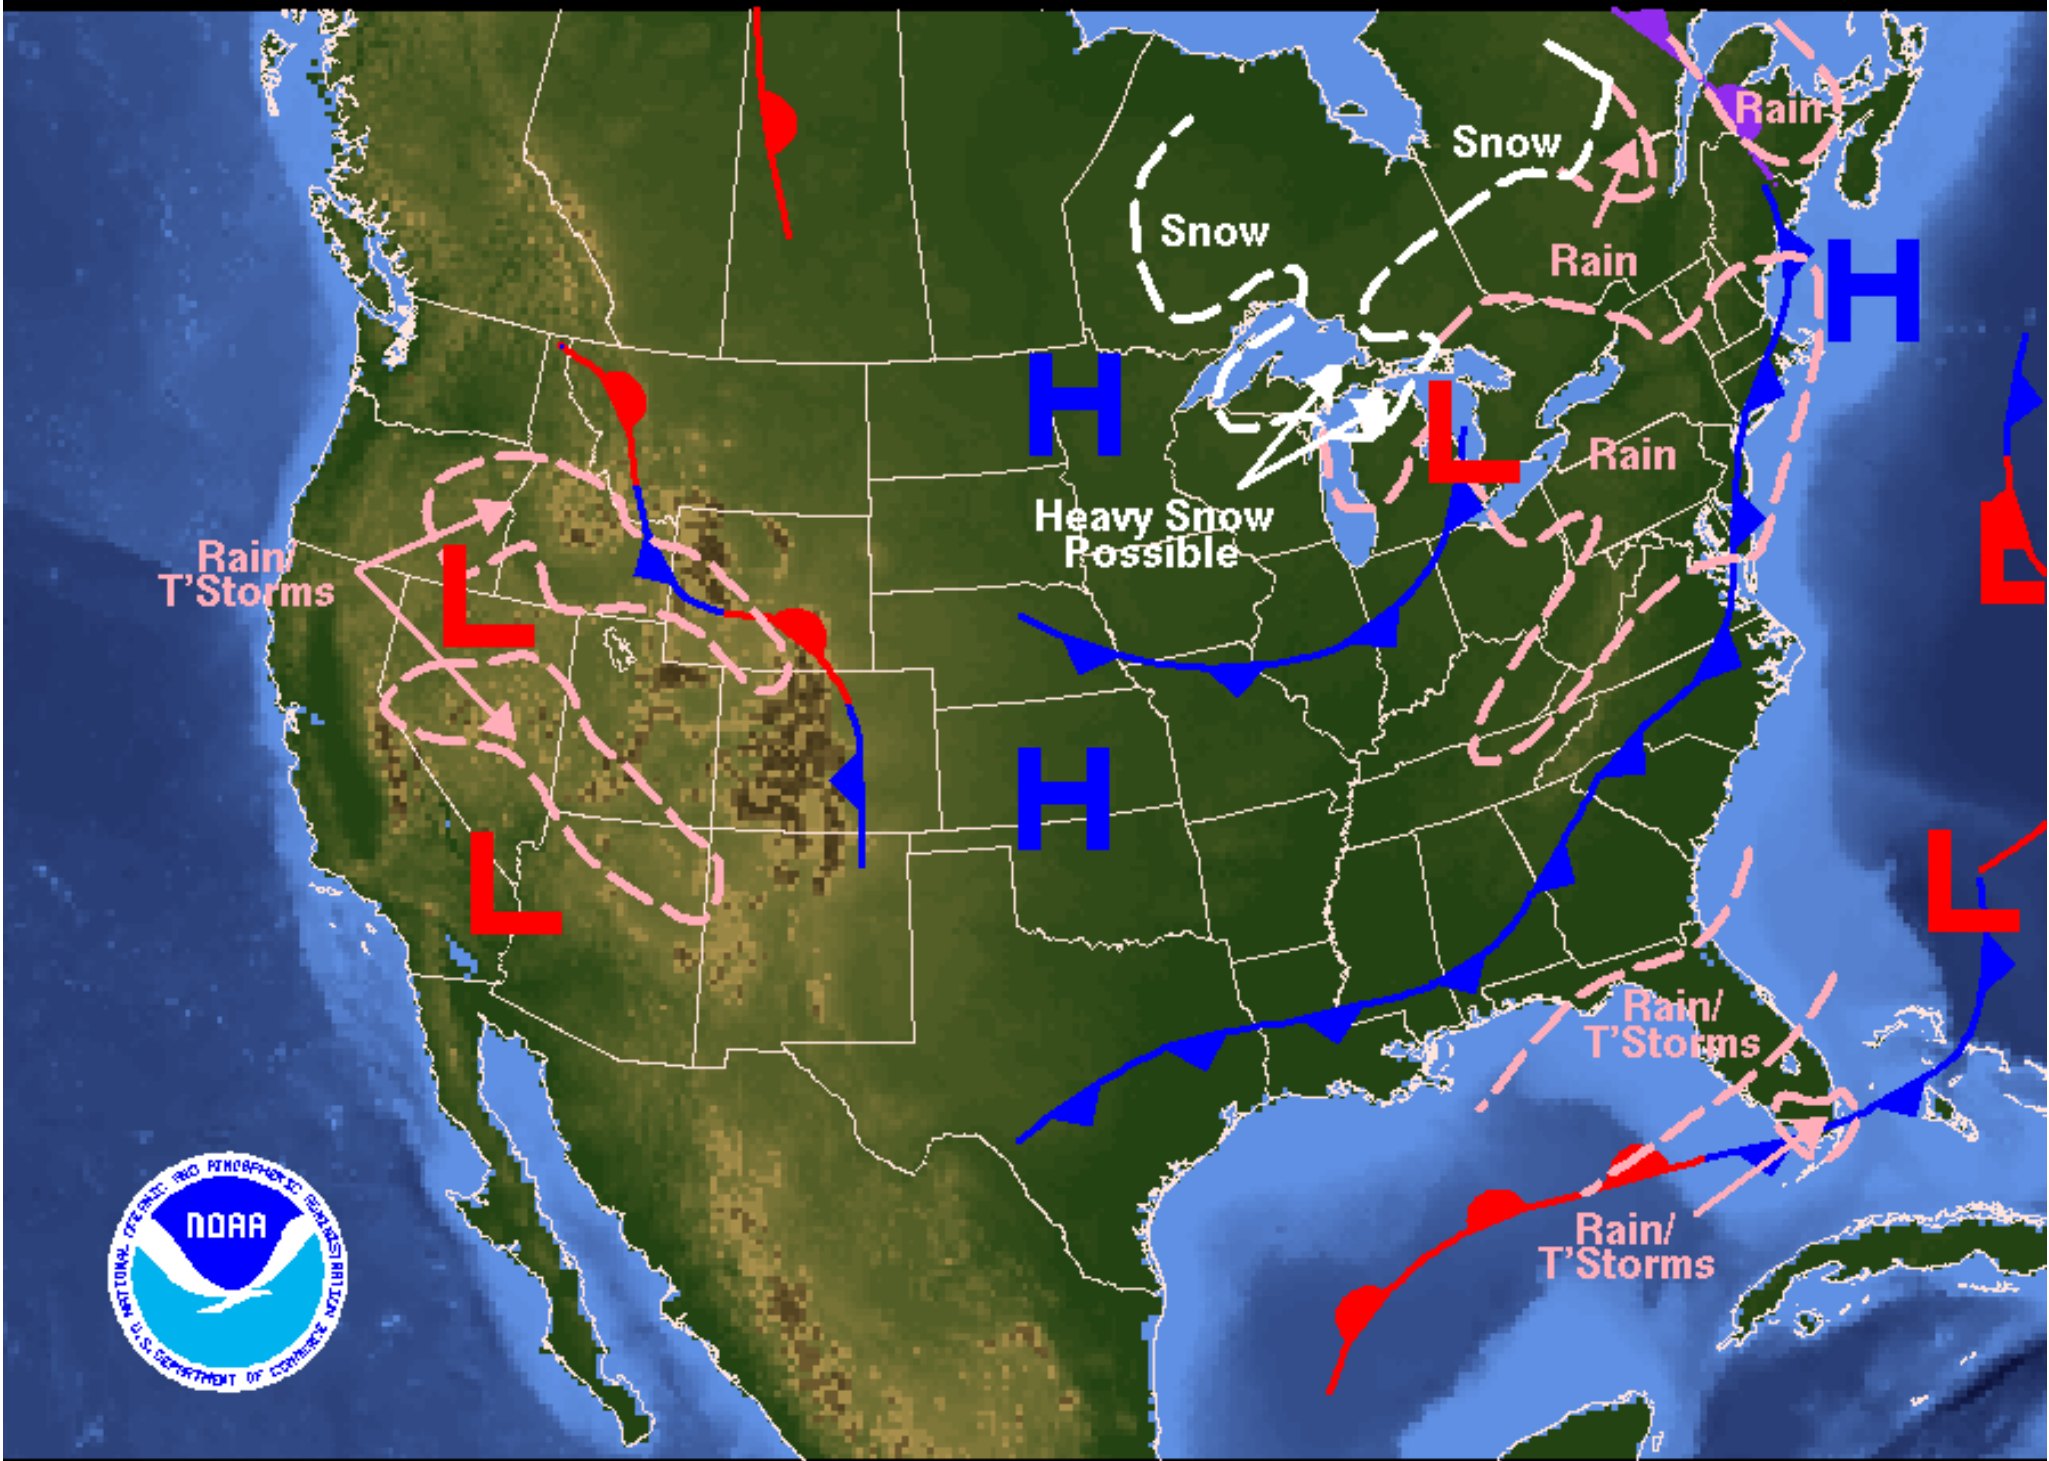 Rain
Snow
Snow
Rain
H
H
L
Rain
Heavy Snow
Possible
Rain/
T'Storms
L
L
H
L
L
L
Rain/
T'Storms
Rain/
T'Storms
NOAA
NATIONAL OCEANIC AND ATMOSPHERIC ADMINISTRATION
U.S. DEPARTMENT OF COMMERCE